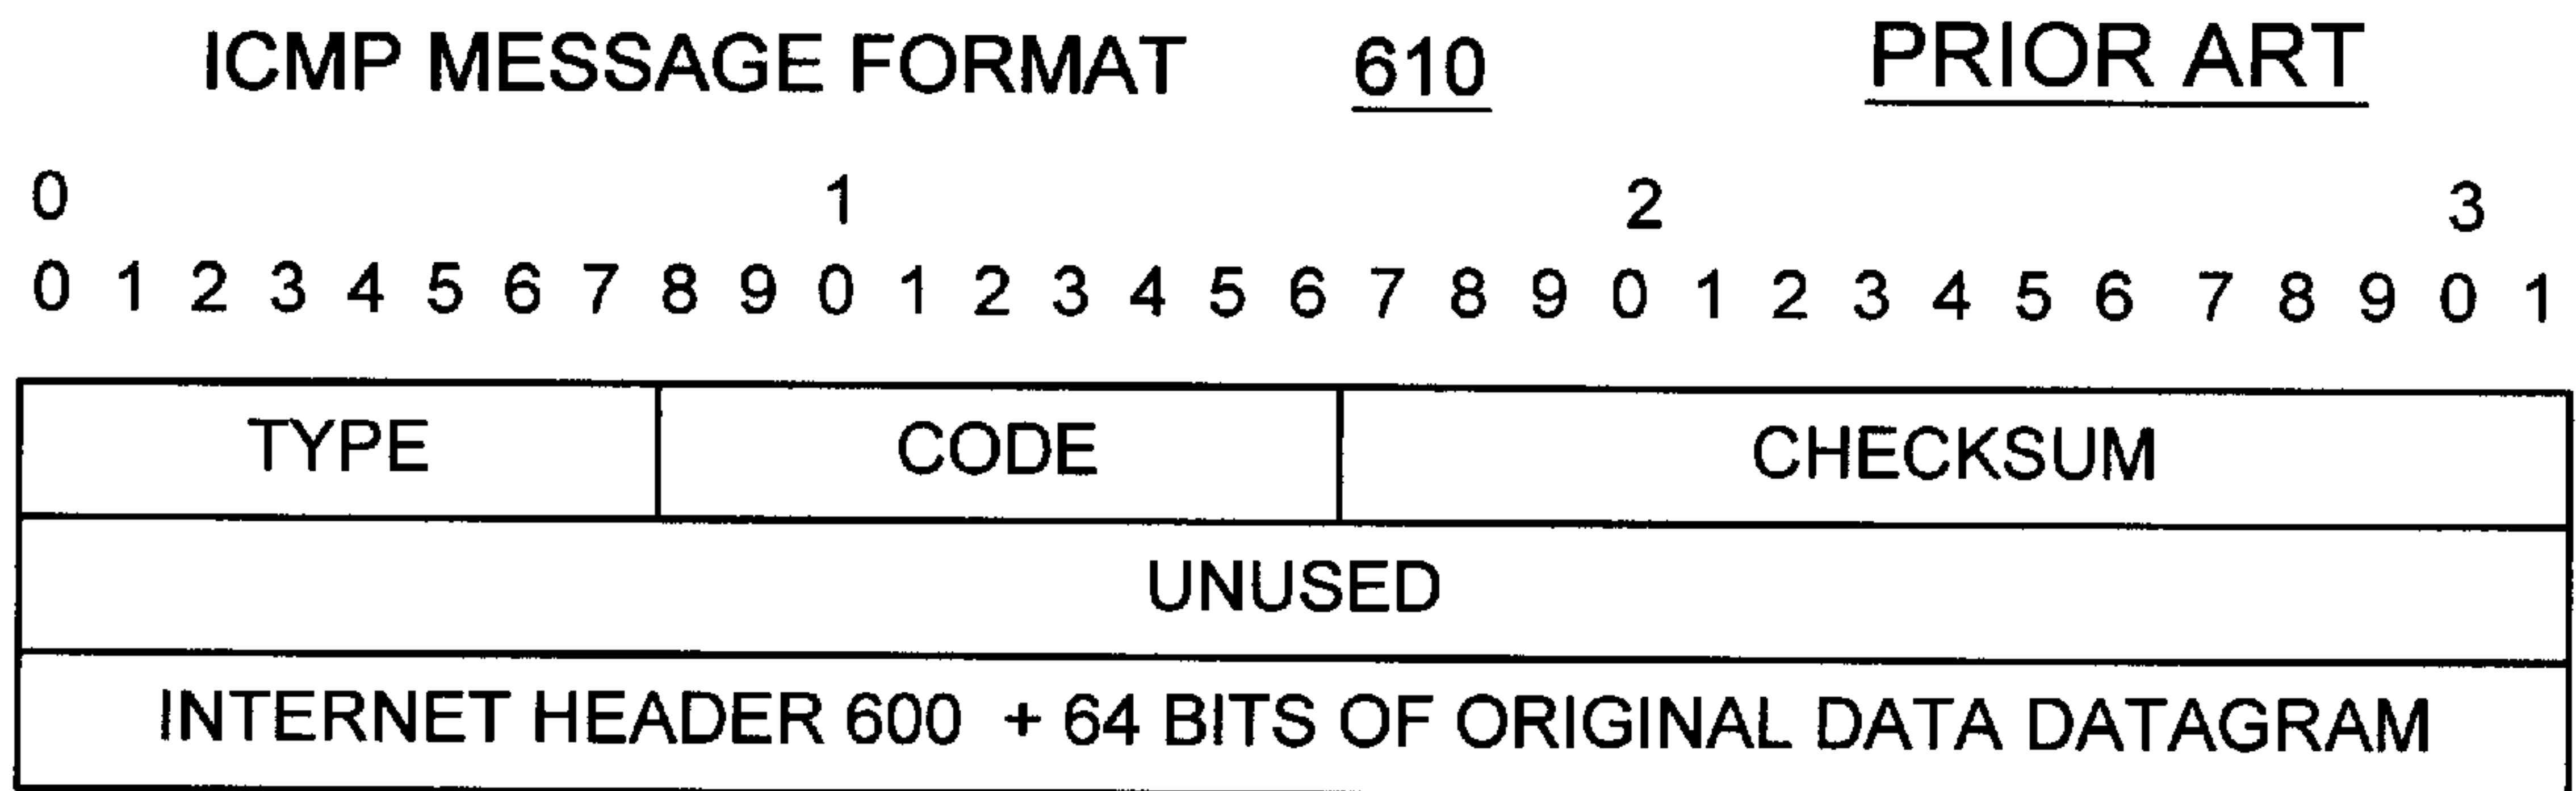 ICMP MESSAGE FORMAT 610 PRIOR ART
0 1 2 3
0 1 2 3 4 5 6 7 8 9 0 1 2 3 4 5 6 7 8 9 0 1 2 3 4 5 6 7 8 9 0 1
TYPE CODE CHECKSUM
UNUSED
INTERNET HEADER 600 + 64 BITS OF ORIGINAL DATA DATAGRAM